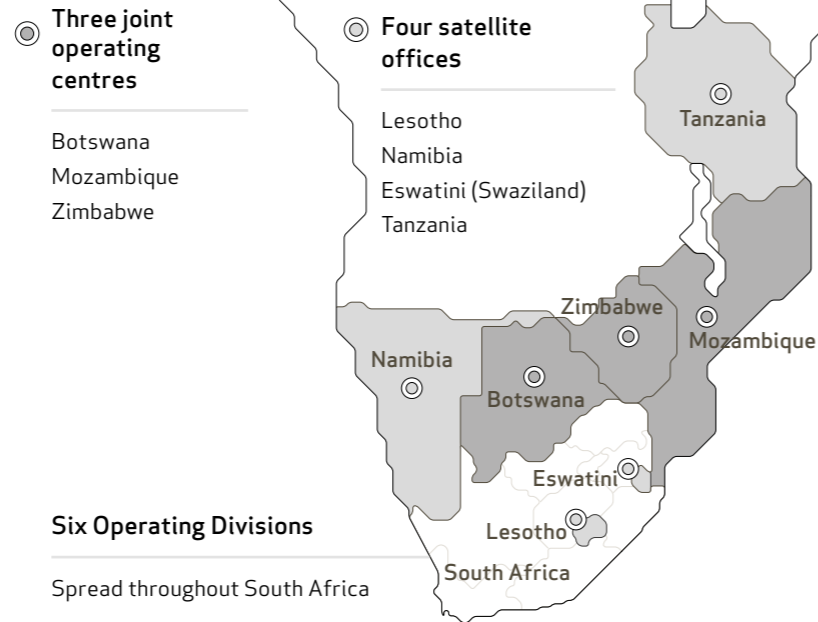 Three joint
operating
centres
Botswana
Mozambique
Zimbabwe
Four satellite
offices
Lesotho
Namibia
Eswatini (Swaziland)
Tanzania
Tanzania
Zimbabwe
Mozambique
Namibia
Botswana
Eswatini
Lesotho
South Africa
Six Operating Divisions
Spread throughout South Africa